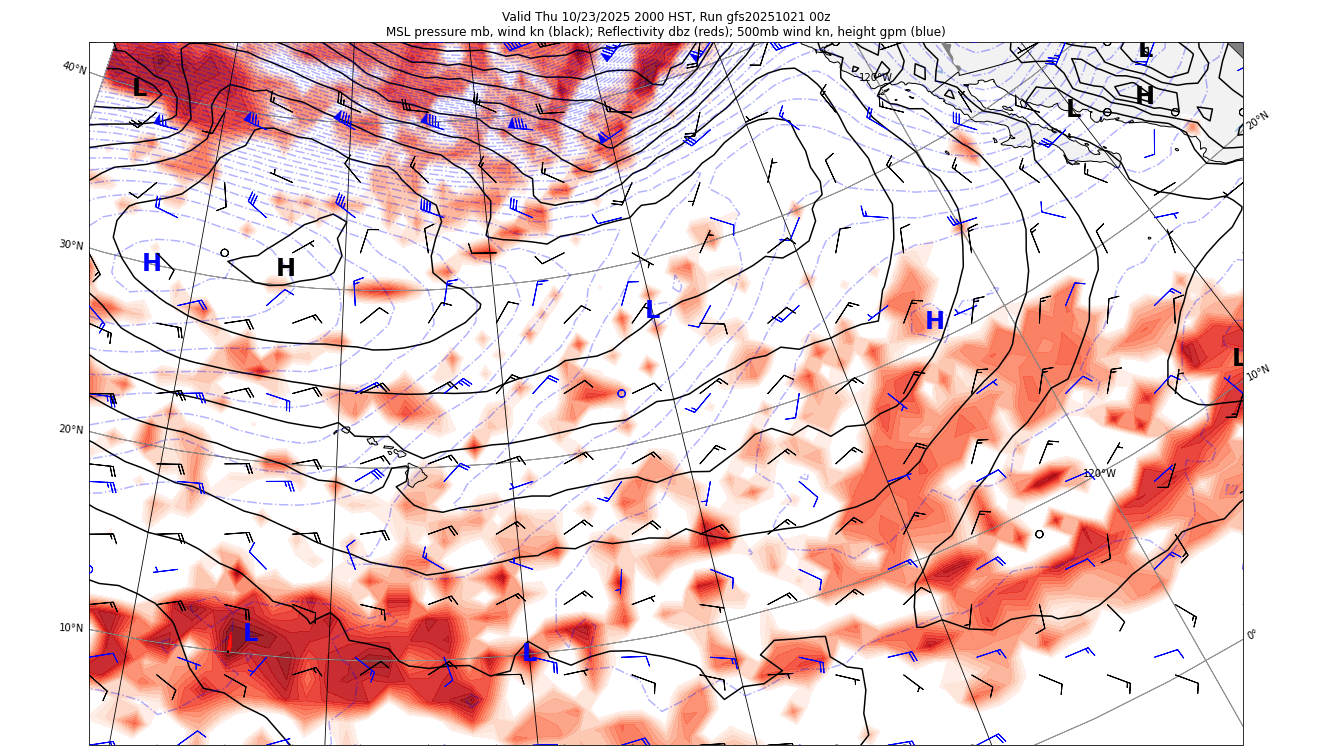 Valid Thu 10/23/2025 2000 HST, Run gfs20251021 00z
MSL pressure mb, wind kn (black); Reflectivity dbz (reds); 500mb wind kn, height gpm (blue)
L
40°N
120°W
L
H
L
20°N
30°N
H
H
L
H
L
10°N
20°N
120°W
10°N
L
L
0°